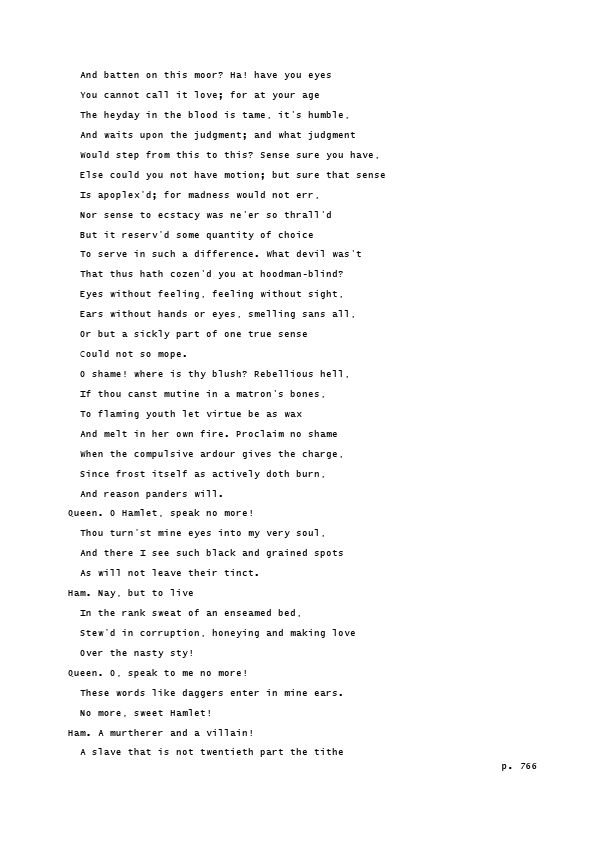 And batten on this moor? Ha! have you eyes
You cannot call it love; for at your age
The heyday in the blood is tame, it's humble,
And waits upon the judgment; and what judgment
Would step from this to this? Sense sure you have,
Else could you not have motion; but sure that sense
Is apoplex'd; for madness would not err,
Nor sense to ecstacy was ne'er so thrall'd
But it reserv'd some quantity of choice
To serve in such a difference. What devil was't
That thus hath cozen'd you at hoodman-blind?
Eyes without feeling, feeling without sight,
Ears without hands or eyes, smelling sans all,
Or but a sickly part of one true sense
Could not so mope.
O shame! where is thy blush? Rebellious hell,
If thou canst mutine in a matron's bones,
To flaming youth let virtue be as wax
And melt in her own fire. Proclaim no shame
When the compulsive ardour gives the charge,
Since frost itself as actively doth burn,
And reason panders will.
Queen. O Hamlet, speak no more!
Thou turn'st mine eyes into my very soul,
And there I see such black and grained spots
As will not leave their tinct.
Ham. Nay, but to live
In the rank sweat of an enseamed bed,
Stew'd in corruption, honeying and making love
Over the nasty sty!
Queen. O, speak to me no more!
These words like daggers enter in mine ears.
No more, sweet Hamlet!
Ham. A murtherer and a villain!
A slave that is not twentieth part the tithe
p. 766